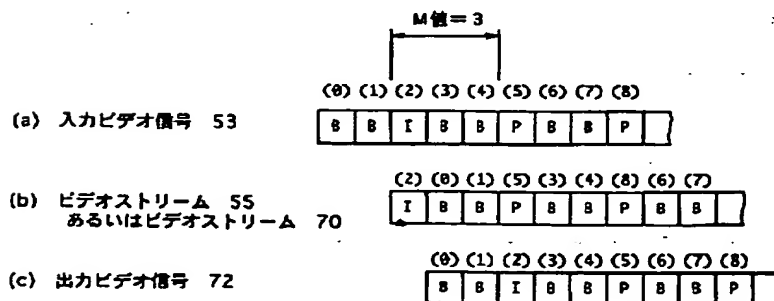 M値=3
(0) (1) (2) (3) (4) (5) (6) (7) (8)
(a) 入力ビデオ信号 53
B B I B B P B B P
(2) (0) (1) (5) (3) (4) (8) (6) (7)
(b) ビデオストリーム 55
あるいはビデオストリーム 70
I B B P B B P B B
(0) (1) (2) (3) (4) (5) (6) (7) (8)
(c) 出力ビデオ信号 72
B B I B B P B B P